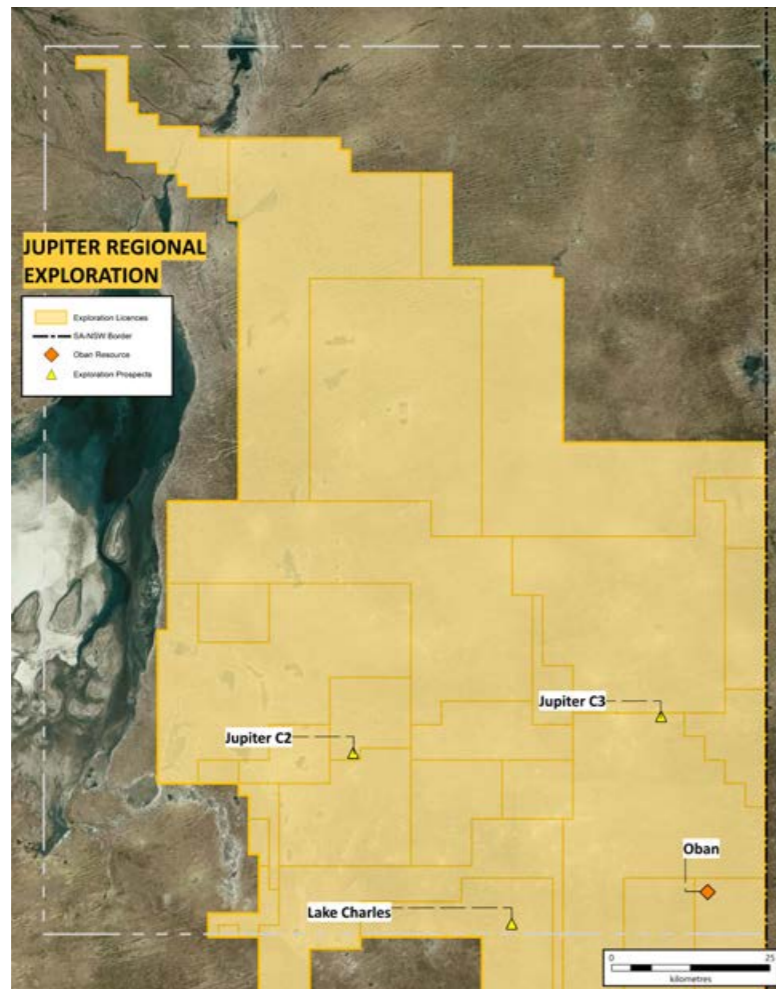 JUPITER REGIONAL
EXPLORATION
Exploration Licences
SA-NSW Border
Oban Resource
Exploration Prospects
Jupiter C3
Jupiter C2
Oban
Lake Charles
0 25
kilometres